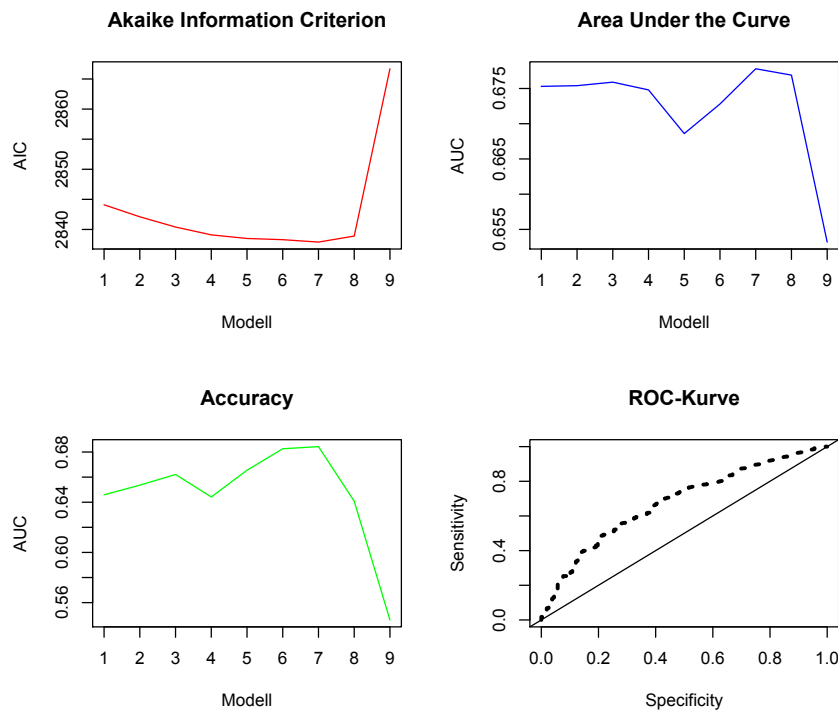 Akaike Information Criterion
AIC
2840 2850 2860
1 2 3 4 5 6 7 8 9
Modell
Area Under the Curve
AUC
0.655 0.665 0.675
1 2 3 4 5 6 7 8 9
Modell
Accuracy
AUC
0.56 0.60 0.64 0.68
1 2 3 4 5 6 7 8 9
Modell
ROC-Kurve
Sensitivity
0.0 0.4 0.8
0.0 0.2 0.4 0.6 0.8 1.0
Specificity